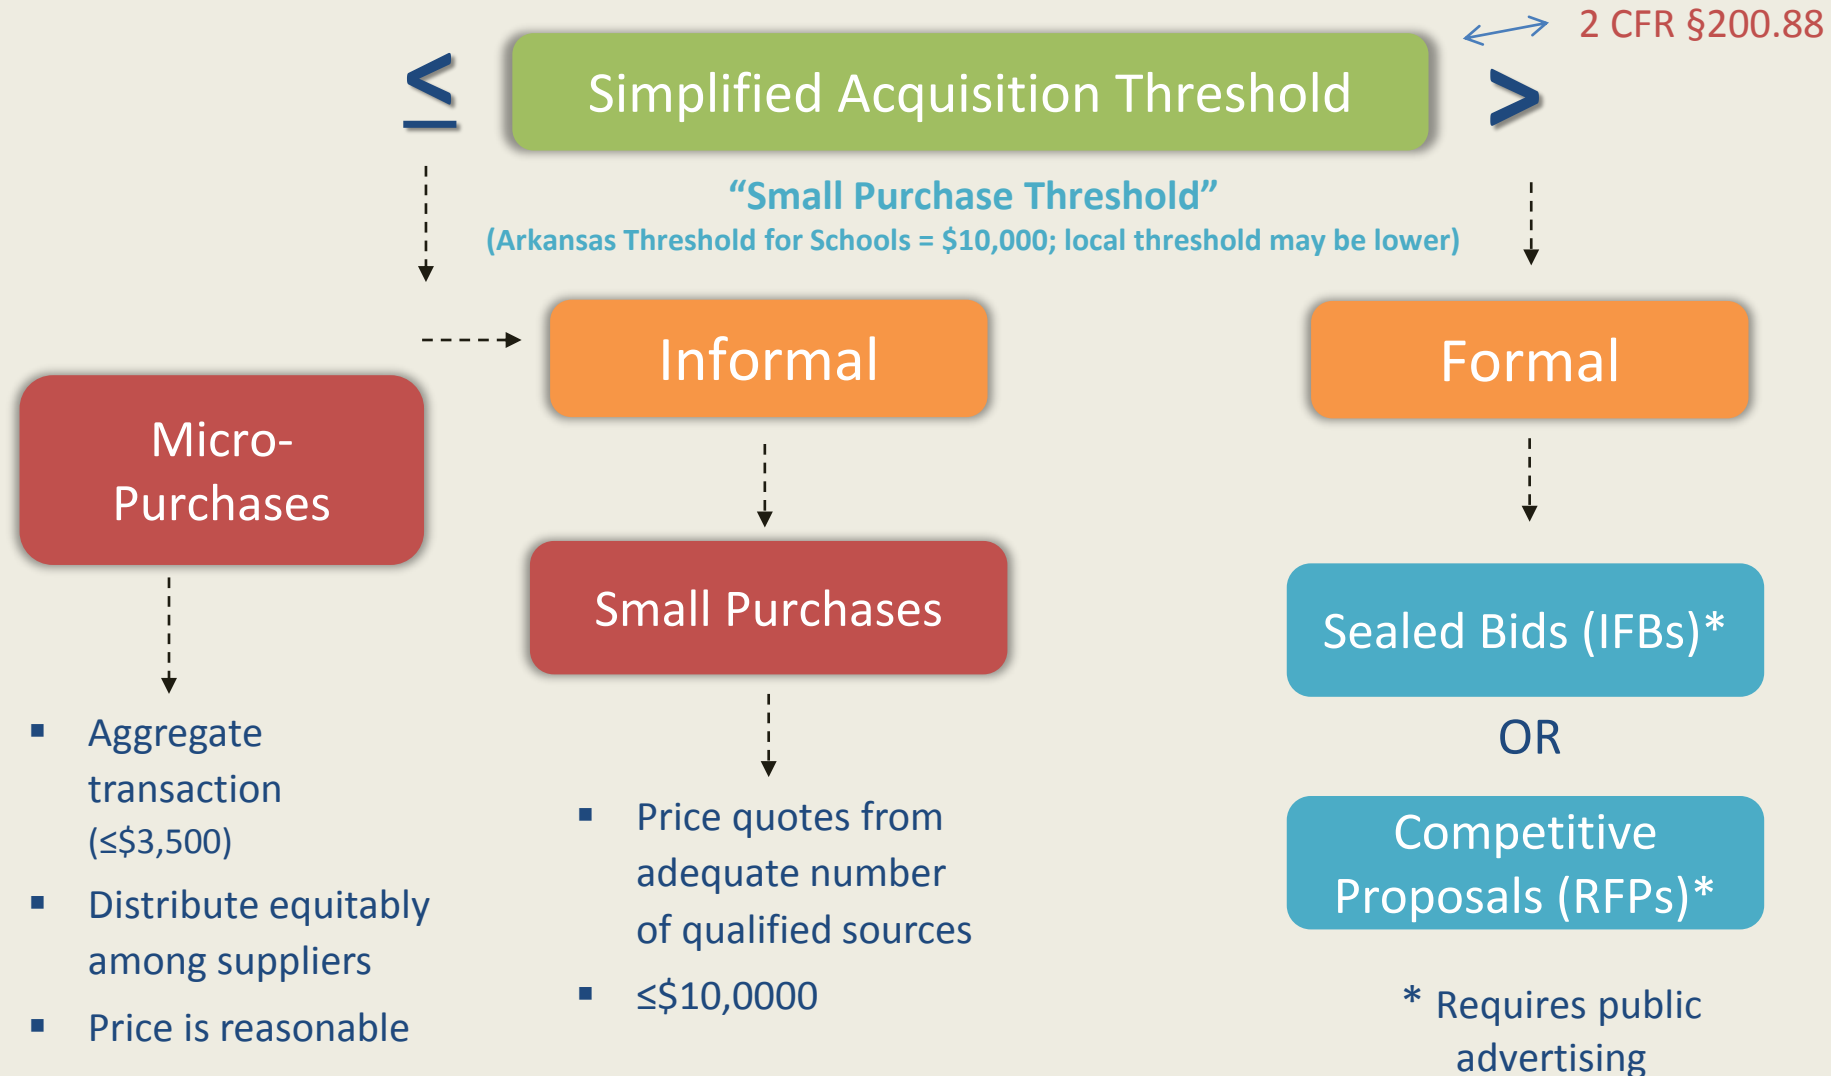 2 CFR §200.88
≤
Simplified Acquisition Threshold
>
“Small Purchase Threshold”
(Arkansas Threshold for Schools = $10,000; local threshold may be lower)
Informal
Formal
Micro-
Purchases
Small Purchases
Sealed Bids (IFBs)*
OR
Competitive
Proposals (RFPs)*
▪ Aggregate
transaction
(≤$3,500)
▪ Distribute equitably
among suppliers
▪ Price is reasonable
▪ Price quotes from
adequate number
of qualified sources
▪ ≤$10,0000
* Requires public
advertising